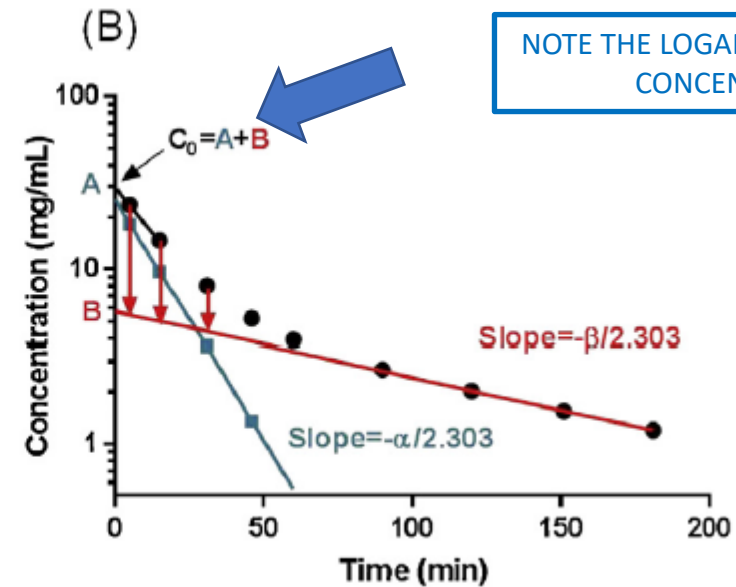 (B)
NOTE THE LOGA
CONCEN
100
C₀=A+B
A
10
B
Slope=-β/2.303
1
Slope=-α/2.303
0
50
100
150
200
Time (min)
Concentration (mg/mL)